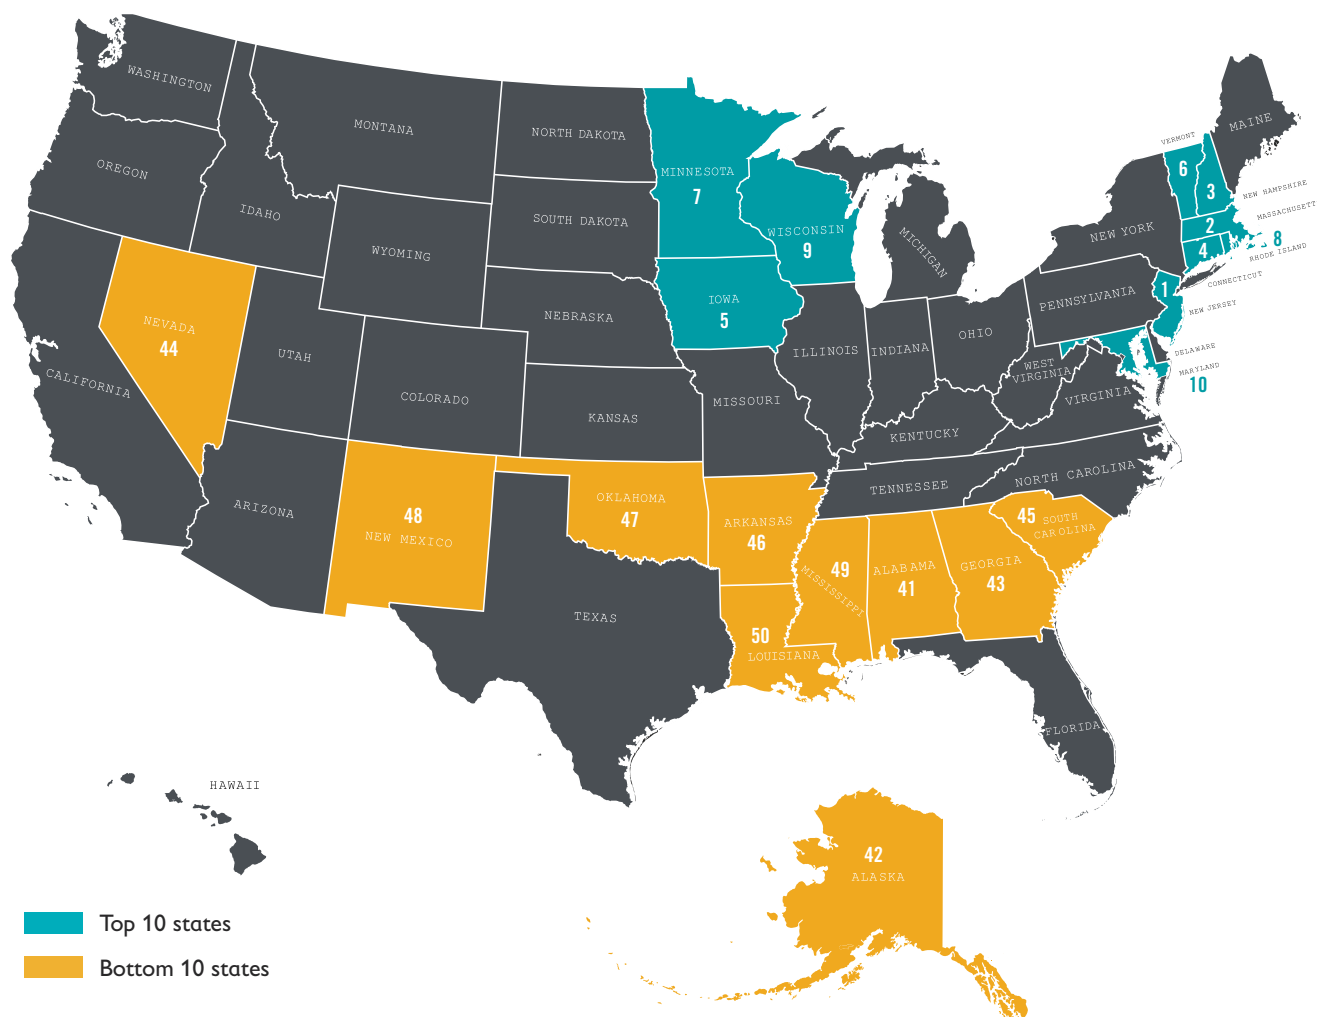 WASHINGTON
MONTANA
NORTH DAKOTA
MINNESOTA
7
OREGON
IDAHO
WYOMING
SOUTH DAKOTA
WISCONSIN
9
MICHIGAN
NEW YORK
VERMONT
6
MAINE
3
NEW HAMPSHIRE
2
MASSACHUSETT
4
8
RHODE ISLAND
CONNECTICUT
1
NEW JERSEY
PENNSYLVANIA
DELAWARE
MARYLAND
10
NEVADA
44
UTAH
COLORADO
NEBRASKA
IOWA
5
ILLINOIS
INDIANA
OHIO
WEST
VIRGINIA
VIRGINIA
CALIFORNIA
KANSAS
MISSOURI
KENTUCKY
ARIZONA
48
NEW MEXICO
OKLAHOMA
47
ARKANSAS
46
TENNESSEE
NORTH CAROLINA
45
SOUTH
CAROLINA
TEXAS
50
LOUISIANA
49
MISSISSIPPI
ALABAMA
41
GEORGIA
43
FLORIDA
HAWAII
42
ALASKA
Top 10 states
Bottom 10 states